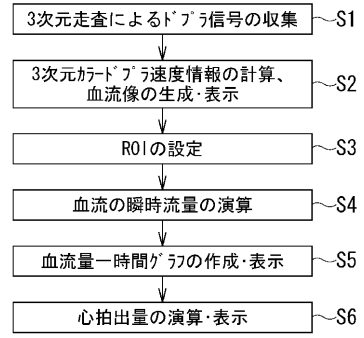 3次元走査によるﾄﾞﾌﾟﾗ信号の収集 S1
3次元ｶﾗｰﾄﾞﾌﾟﾗ速度情報の計算、 S2
血流像の生成･表示
ROIの設定 S3
血流の瞬時流量の演算 S4
血流量ー時間ｸﾞﾗﾌの作成･表示 S5
心拍出量の演算･表示 S6